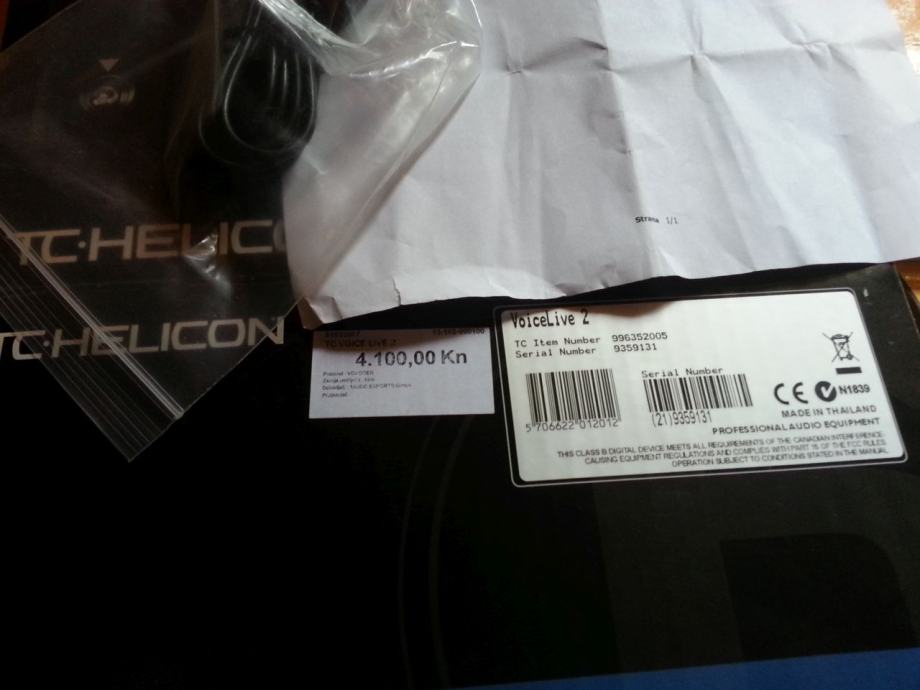 TC·HELICO
TC·HELICON
Strana 1/1
TC VOICE LIVE 2
4.100,00 Kn
VoiceLive 2
TC Item Number 996352005
Serial Number 9359131
Serial Number
5 706622 012012
(21)9359131
CE N1839
MADE IN THAILAND
PROFESSIONAL AUDIO EQUIPMENT
THIS CLASS B DIGITAL DEVICE MEETS ALL REQUIREMENTS OF THE CANADIAN INTERFERENCE-
CAUSING EQUIPMENT REGULATIONS AND COMPLIES WITH PART 15 OF THE FCC RULES.
OPERATION SUBJECT TO CONDITIONS STATED IN THE MANUAL